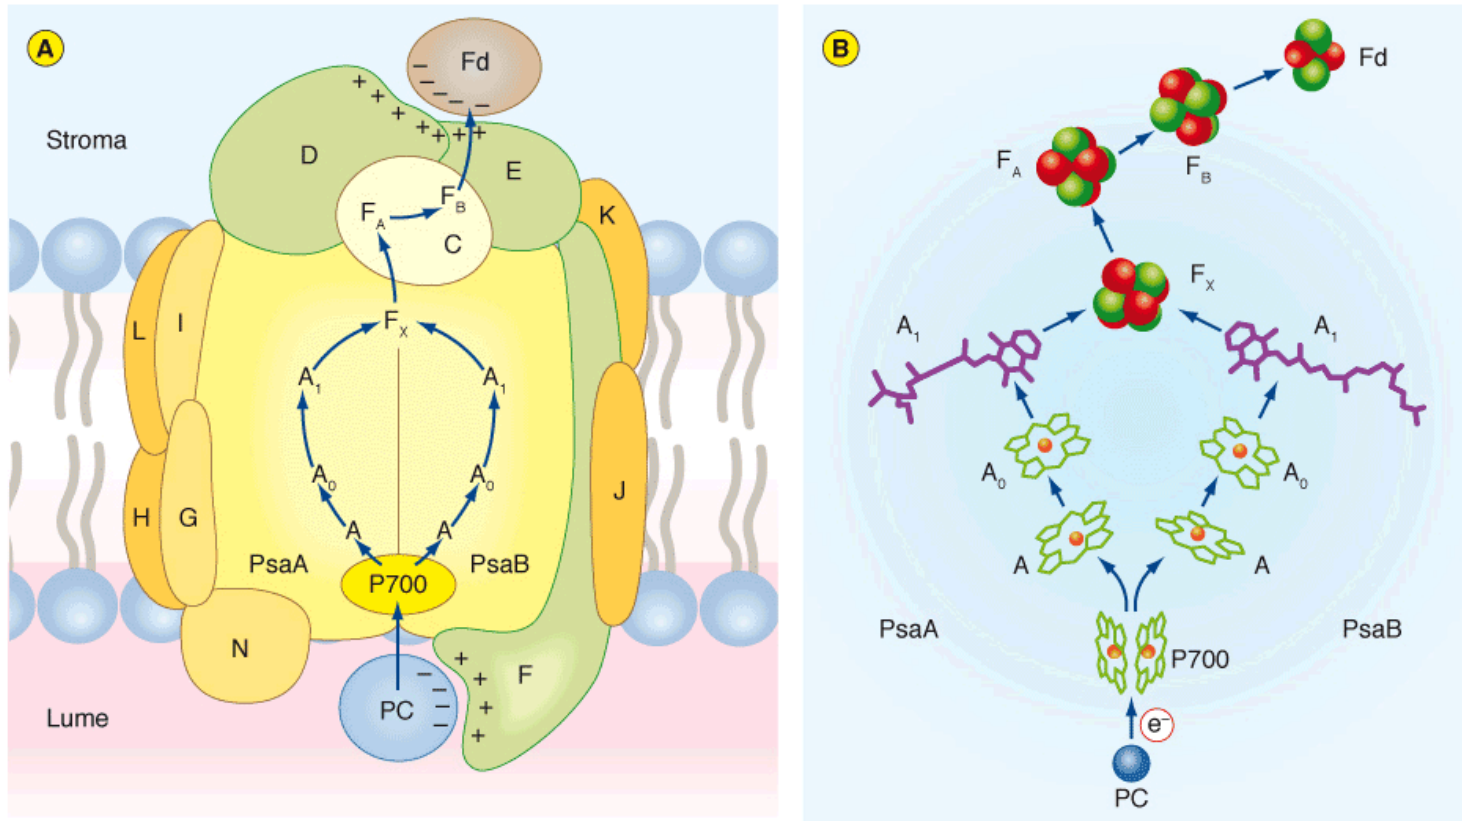 A
Fd
Stroma
D
E
K
F_B
F_A
C
L
I
F_X
A_1
A_1
A_0
A_0
H
G
J
A
A
PsaA
PsaB
P700
N
F
PC
Lume
− − − − −
+ + + + + + +
− − −
+ + + +
B
Fd
F_A
F_B
F_X
A_1
A_1
A_0
A_0
A
A
PsaA
PsaB
P700
e−
PC